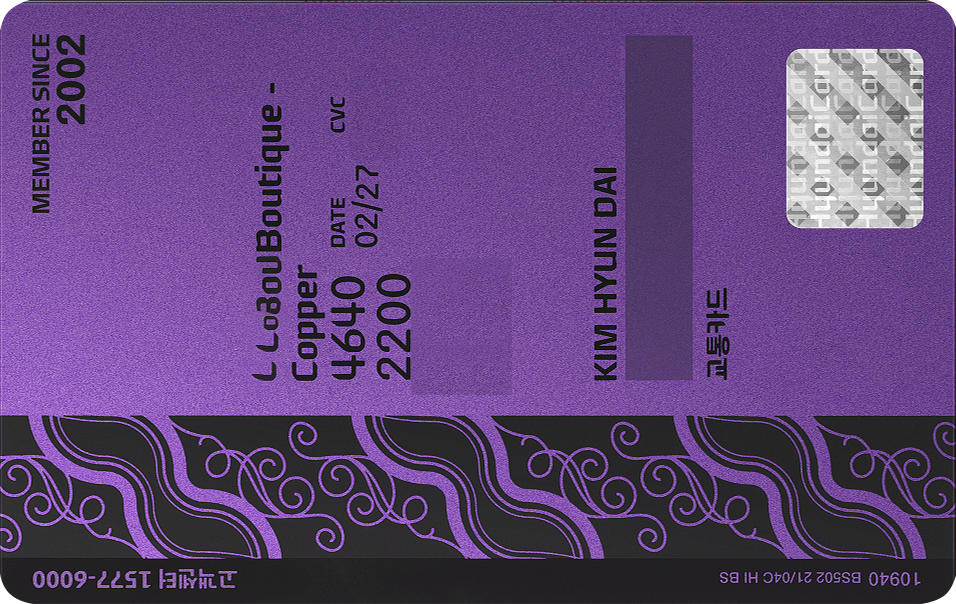 MEMBER SINCE
2002
LaBouBoutique -
Copper
4640
2200
DATE
02/27
CVC
KIM HYUN DAI
교통카드
고객센터 1577-6000
10940 BS502 21/04C HI BS